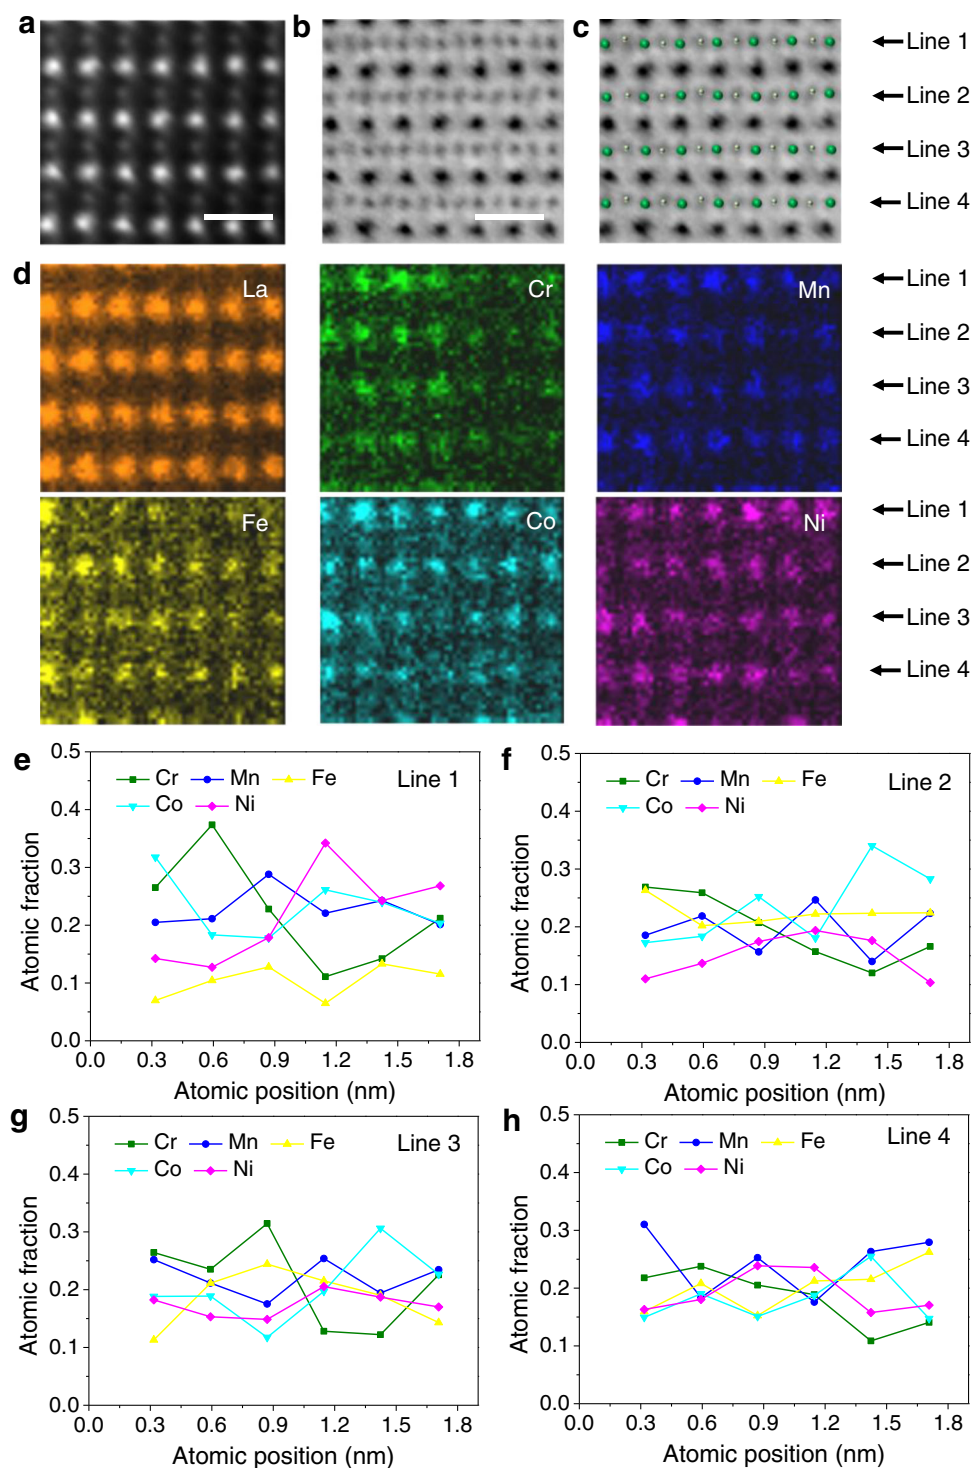 a b c
Line 1
Line 2
Line 3
Line 4
d
La Cr Mn
Line 1
Line 2
Line 3
Line 4
Fe Co Ni
Line 1
Line 2
Line 3
Line 4
e
Cr Mn Fe Line 1
Co Ni
0.5
0.4
0.3
0.2
0.1
0.0
Atomic fraction
0.0 0.3 0.6 0.9 1.2 1.5 1.8
Atomic position (nm)
f
Cr Mn Fe Line 2
Co Ni
0.5
0.4
0.3
0.2
0.1
0.0
Atomic fraction
0.0 0.3 0.6 0.9 1.2 1.5 1.8
Atomic position (nm)
g
Cr Mn Fe Line 3
Co Ni
0.5
0.4
0.3
0.2
0.1
0.0
Atomic fraction
0.0 0.3 0.6 0.9 1.2 1.5 1.8
Atomic position (nm)
h
Cr Mn Fe Line 4
Co Ni
0.5
0.4
0.3
0.2
0.1
0.0
Atomic fraction
0.0 0.3 0.6 0.9 1.2 1.5 1.8
Atomic position (nm)